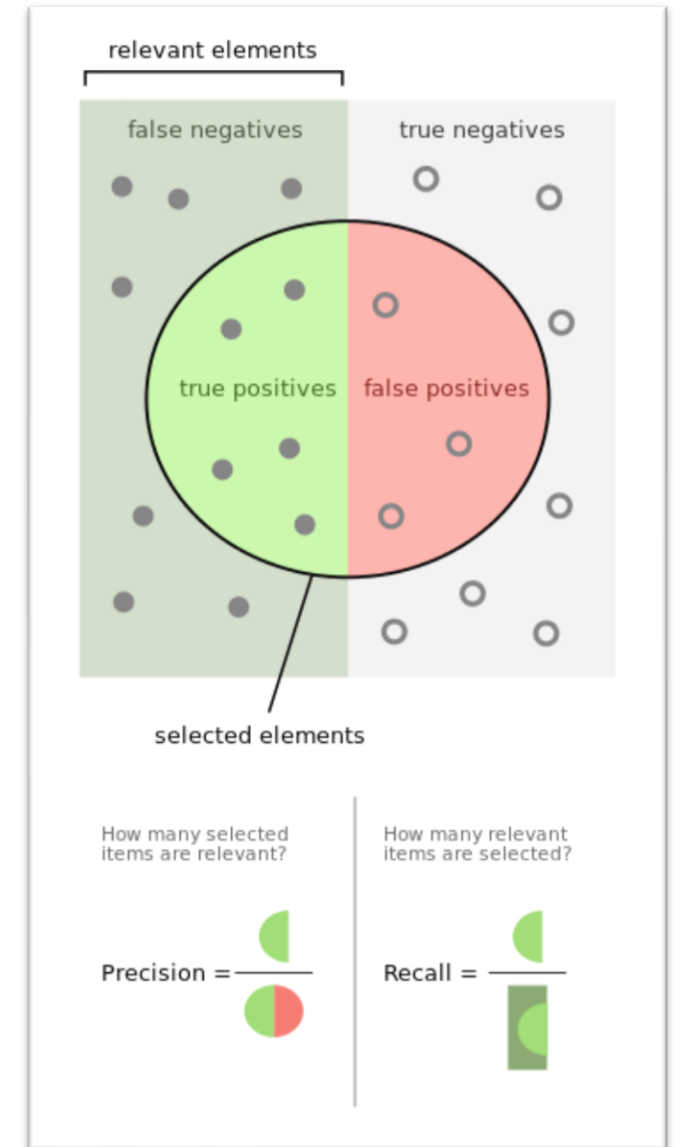 relevant elements
false negatives
true negatives
true positives
false positives
selected elements
How many selected
items are relevant?
How many relevant
items are selected?
Precision =
Recall =